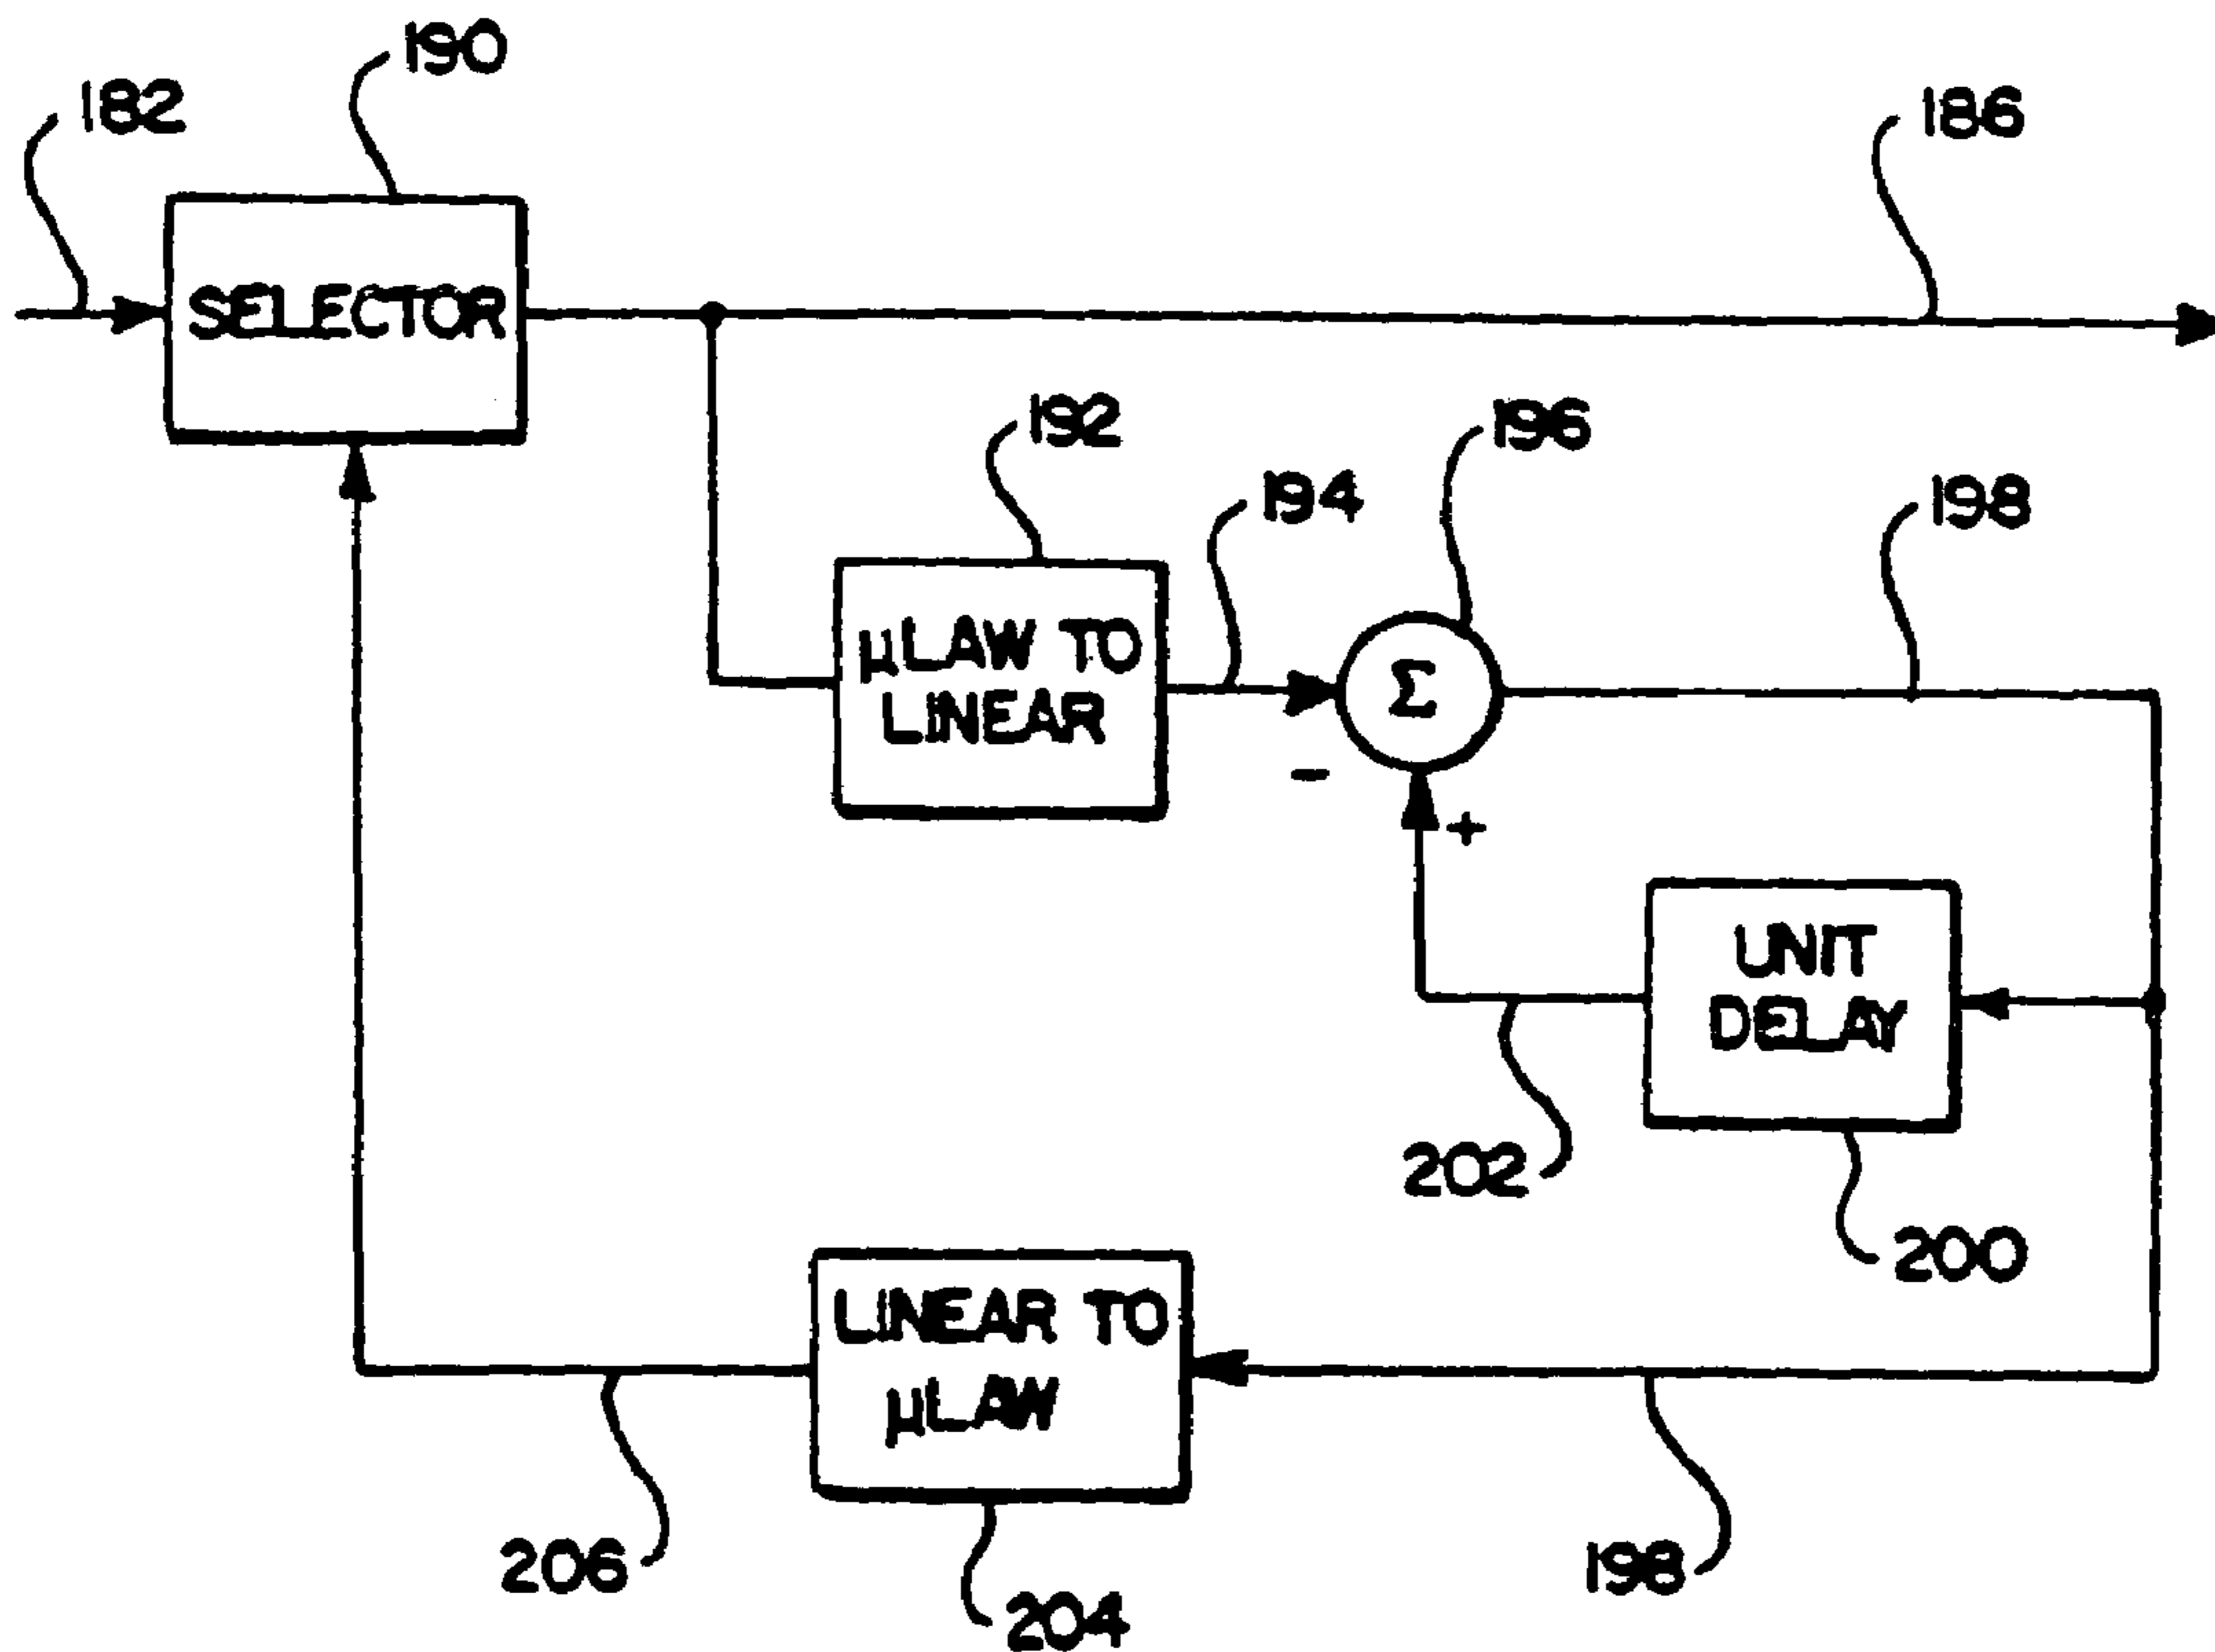 190
182
186
SELECTOR
192
196
194
198
µLAW TO
LINEAR
Σ
-
+
UNIT
DELAY
202
200
LINEAR TO
µLAW
206
204
198